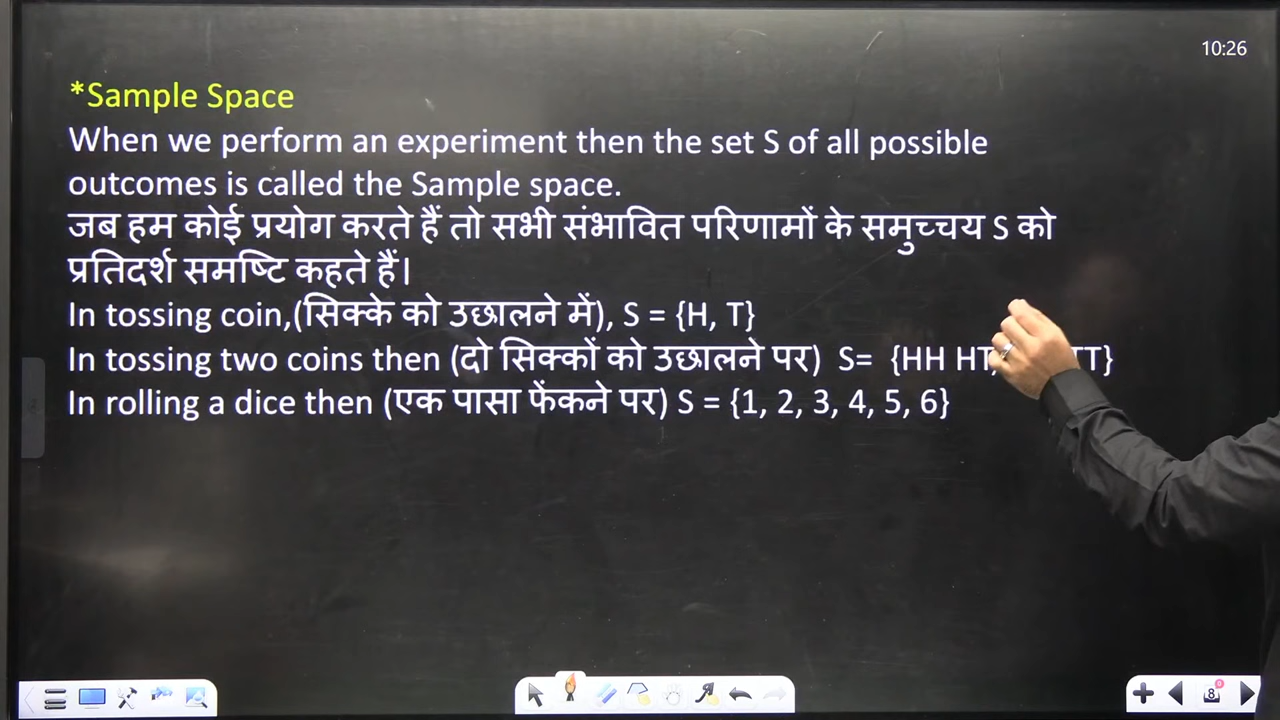 10:26
*Sample Space
When we perform an experiment then the set S of all possible
outcomes is called the Sample space.
जब हम कोई प्रयोग करते हैं तो सभी संभावित परिणामों के समुच्चय S को
प्रतिदर्श समष्टि कहते हैं।
In tossing coin,(सिक्के को उछालने में), S = {H, T}
In tossing two coins then (दो सिक्कों को उछालने पर) S= {HH HT, TT}
In rolling a dice then (एक पासा फेंकने पर) S = {1, 2, 3, 4, 5, 6}
8